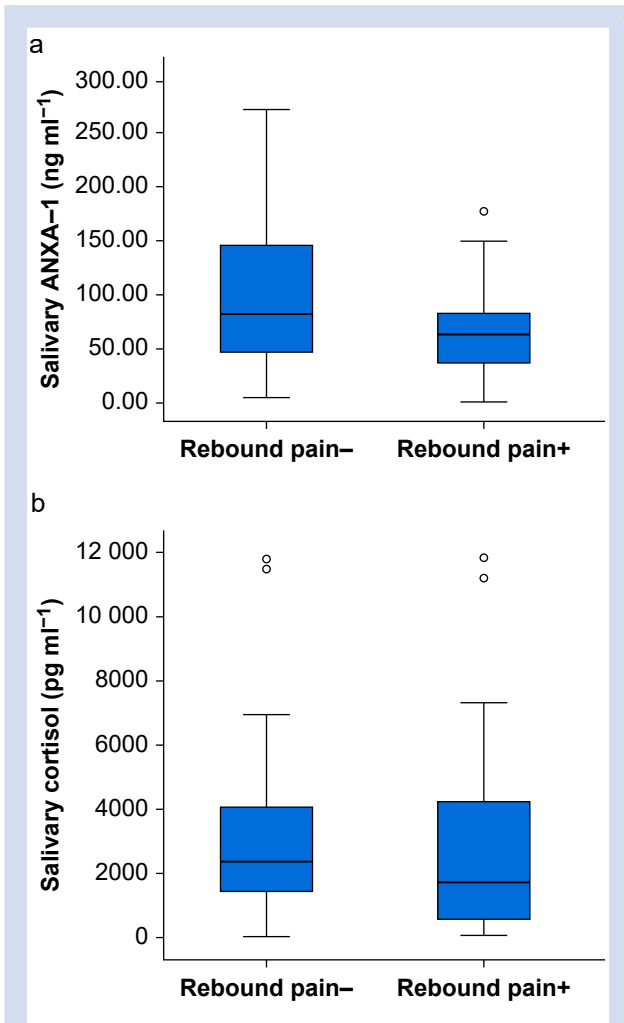 a
Salivary ANXA–1 (ng ml⁻¹)
300.00
250.00
200.00
150.00
100.00
50.00
0.00
Rebound pain– Rebound pain+
b
Salivary cortisol (pg ml⁻¹)
12 000
10 000
8000
6000
4000
2000
0
Rebound pain– Rebound pain+